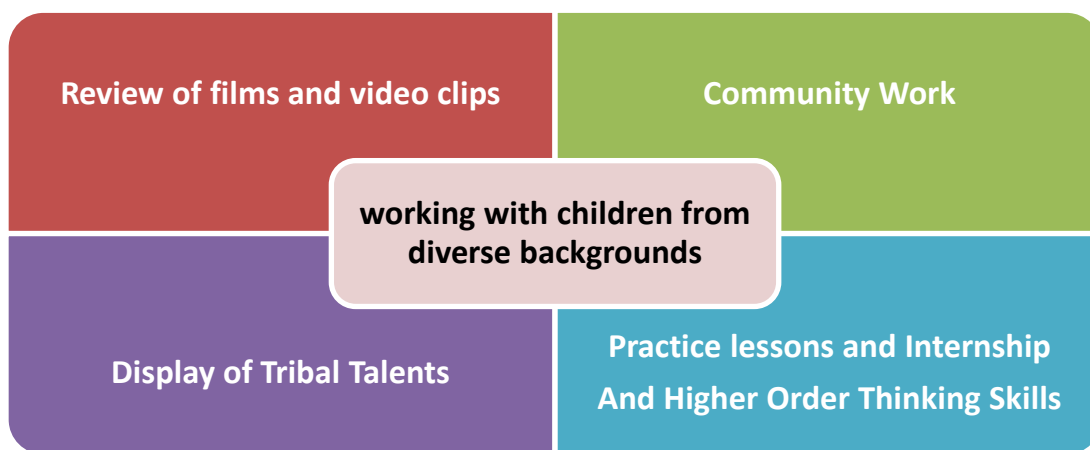 Review of films and video clips
Community Work
working with children from
diverse backgrounds
Display of Tribal Talents
Practice lessons and Internship
And Higher Order Thinking Skills